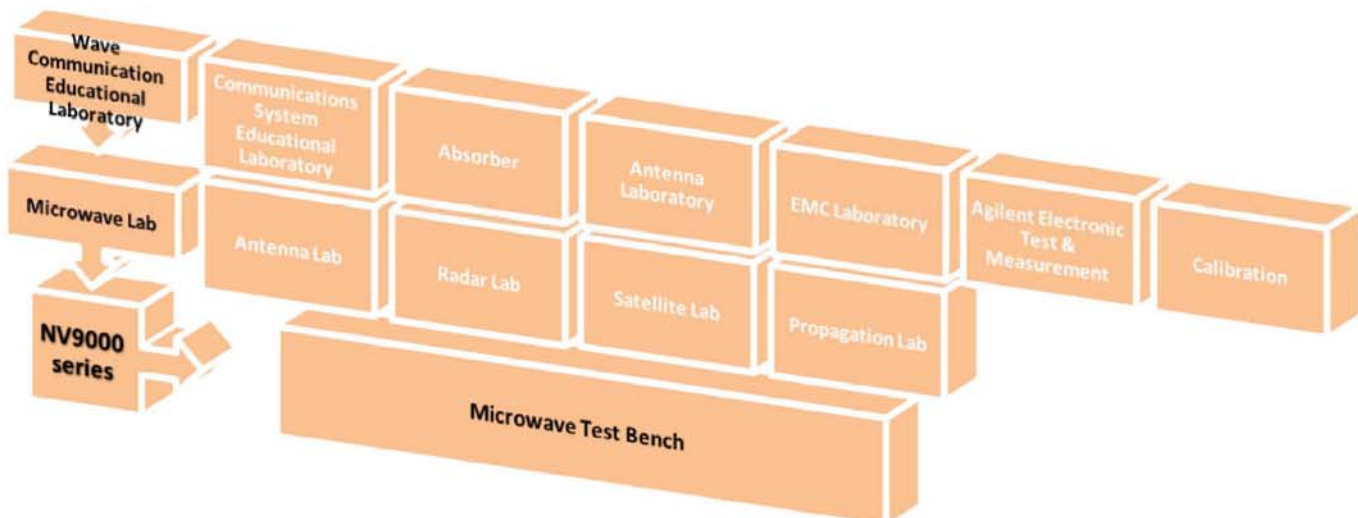 Wave
Communication
Educational
Laboratory
Communications
System
Educational
Laboratory
Absorber
Antenna
Laboratory
EMC Laboratory
Agilent Electronic
Test &
Measurement
Calibration
Microwave Lab
Antenna Lab
Radar Lab
Satellite Lab
Propagation Lab
NV9000
series
Microwave Test Bench